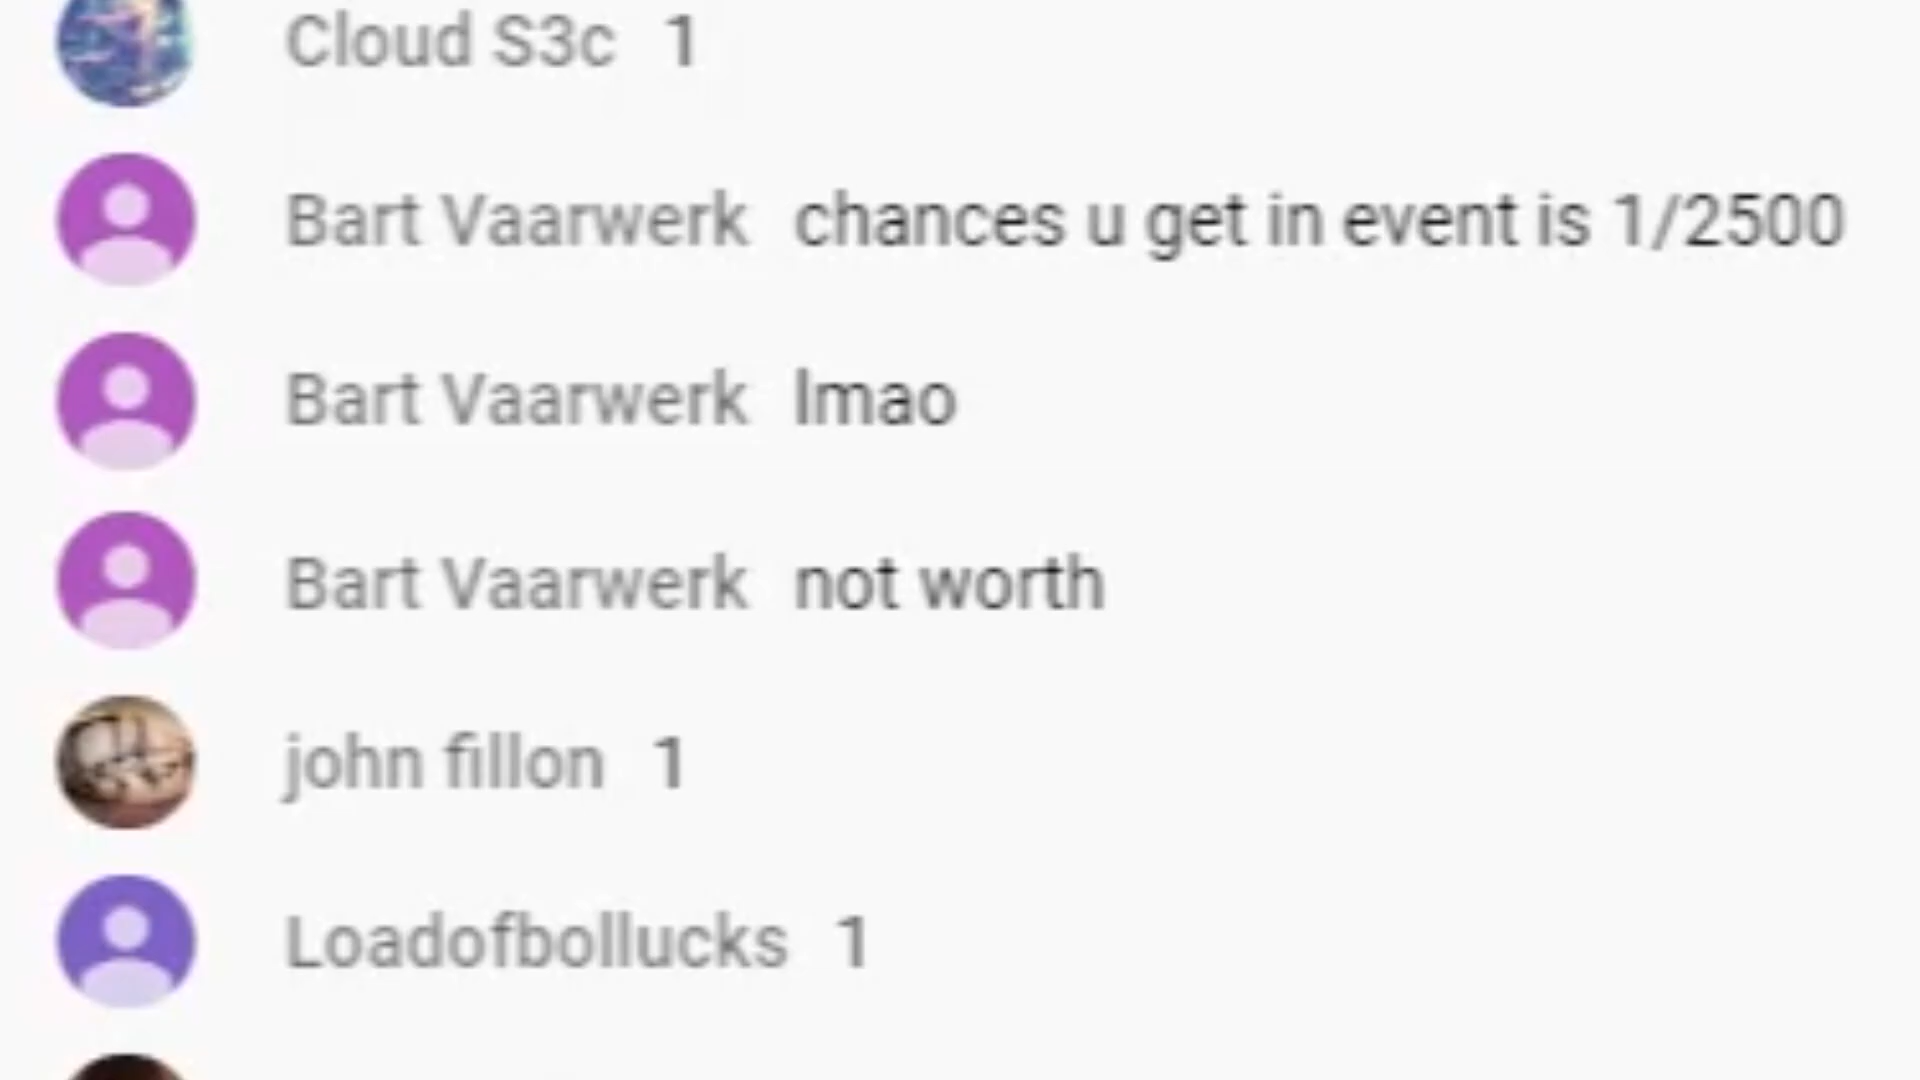 Cloud S3c 1
Bart Vaarwerk chances u get in event is 1/2500
Bart Vaarwerk lmao
Bart Vaarwerk not worth
john fillon 1
Loadofbollucks 1